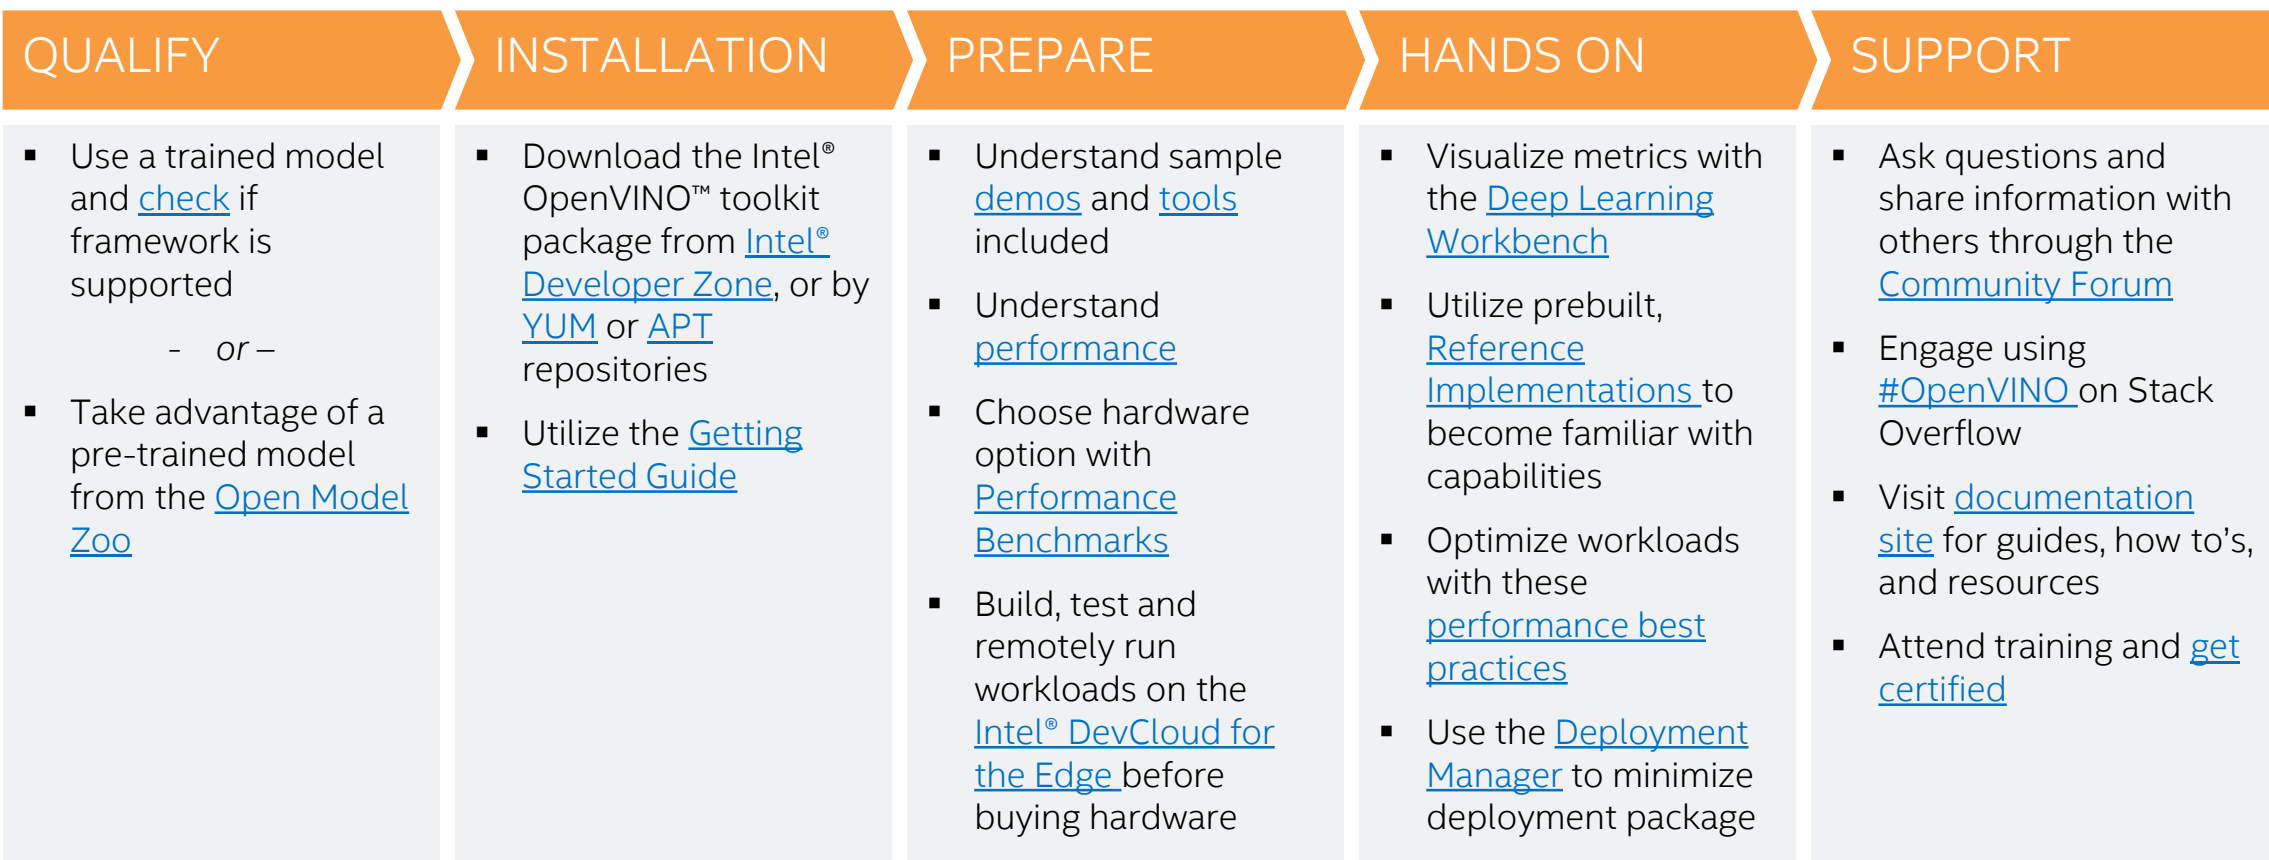 QUALIFY
▪ Use a trained model
and check if
framework is
supported
- or –
▪ Take advantage of a
pre-trained model
from the Open Model
Zoo
INSTALLATION
▪ Download the Intel®
OpenVINO™ toolkit
package from Intel®
Developer Zone, or by
YUM or APT
repositories
▪ Utilize the Getting
Started Guide
PREPARE
▪ Understand sample
demos and tools
included
▪ Understand
performance
▪ Choose hardware
option with
Performance
Benchmarks
▪ Build, test and
remotely run
workloads on the
Intel® DevCloud for
the Edge before
buying hardware
HANDS ON
▪ Visualize metrics with
the Deep Learning
Workbench
▪ Utilize prebuilt,
Reference
Implementations to
become familiar with
capabilities
▪ Optimize workloads
with these
performance best
practices
▪ Use the Deployment
Manager to minimize
deployment package
SUPPORT
▪ Ask questions and
share information with
others through the
Community Forum
▪ Engage using
#OpenVINO on Stack
Overflow
▪ Visit documentation
site for guides, how to’s,
and resources
▪ Attend training and get
certified